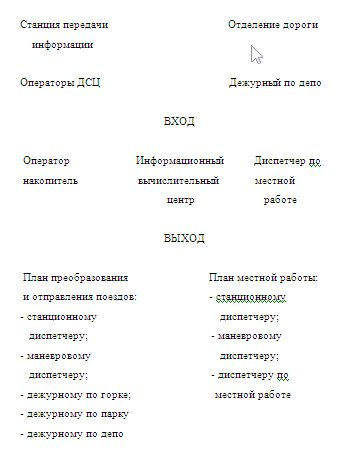 Станция передачи Отделение дороги
информации
Операторы ДСЦ Дежурный по депо
ВХОД
Оператор Информационный Диспетчер по
накопитель вычислительный местной
центр работе
ВЫХОД
План преобразования План местной работы:
и отправления поездов: - станционному
- станционному диспетчеру;
диспетчеру; - маневровому
- маневровому диспетчеру;
диспетчеру; - диспетчеру по
- дежурному по горке; местной работе
- дежурному по парку
- дежурному по депо